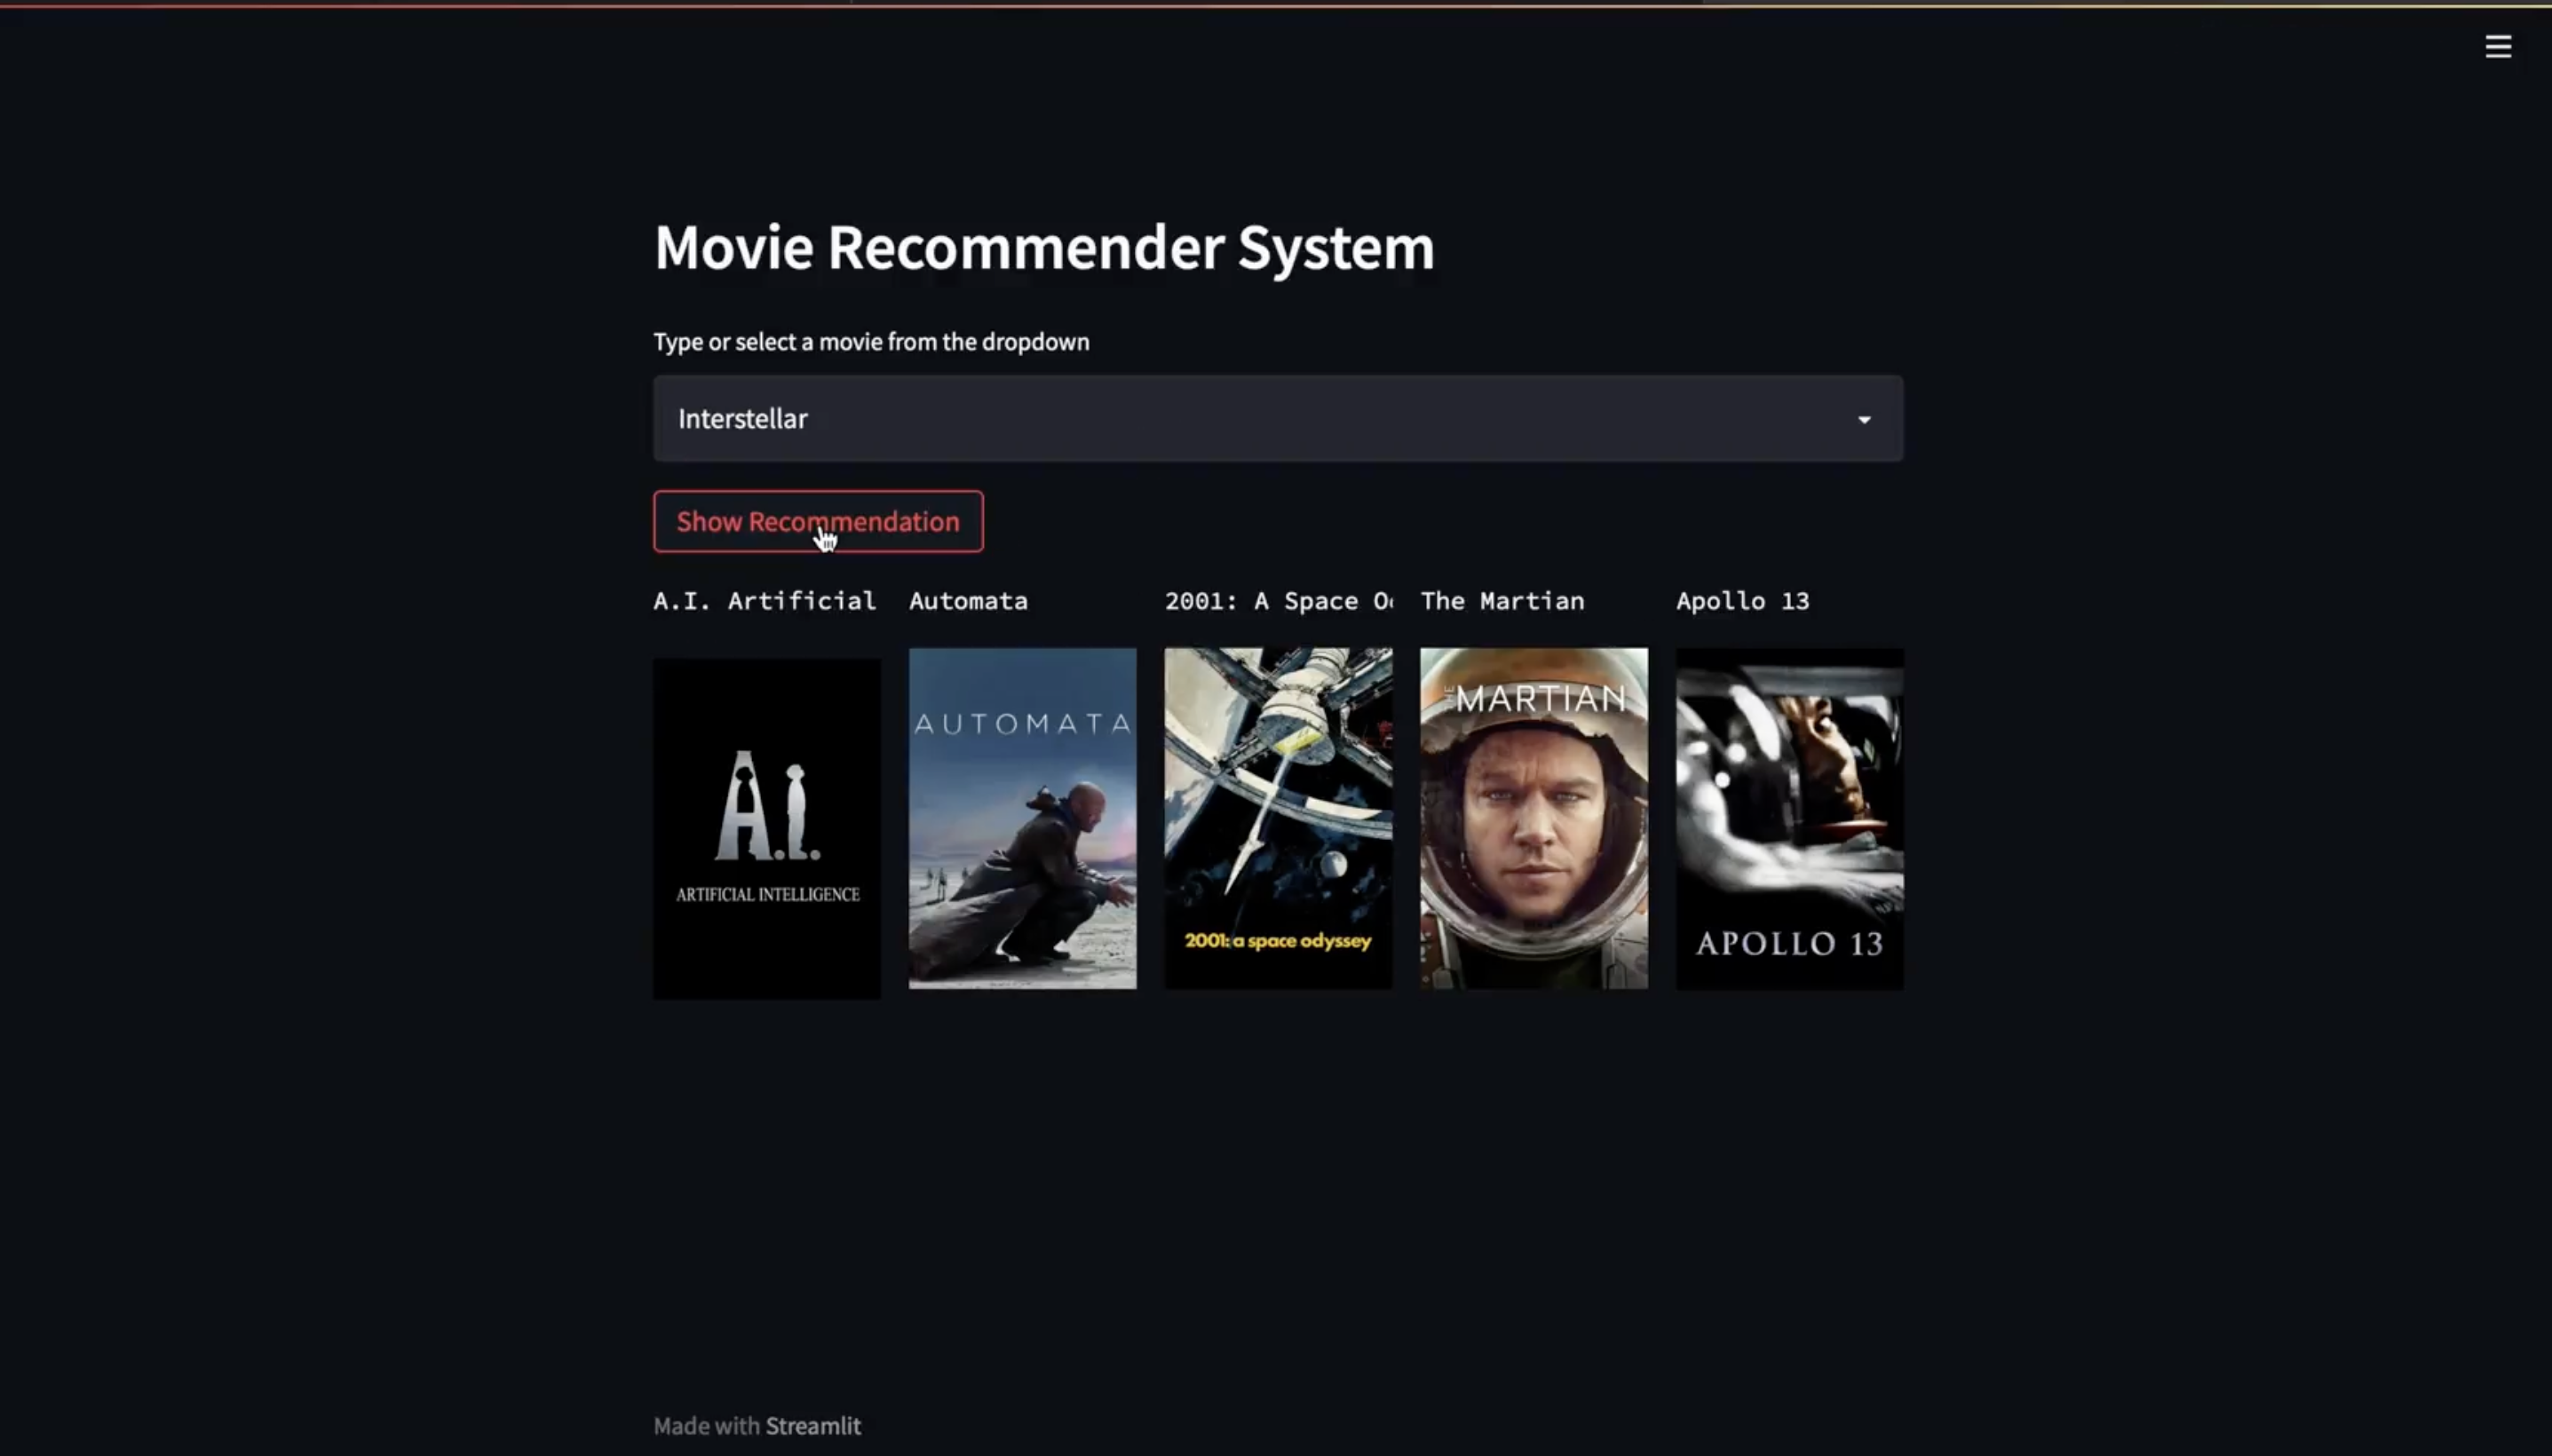 Movie Recommender System
Type or select a movie from the dropdown
Interstellar
Show Recommendation
A.I. Artificial
Automata
2001: A Space O
The Martian
Apollo 13
A.I.
ARTIFICIAL INTELLIGENCE
AUTOMATA
2001: a space odyssey
THE MARTIAN
APOLLO 13
Made with Streamlit